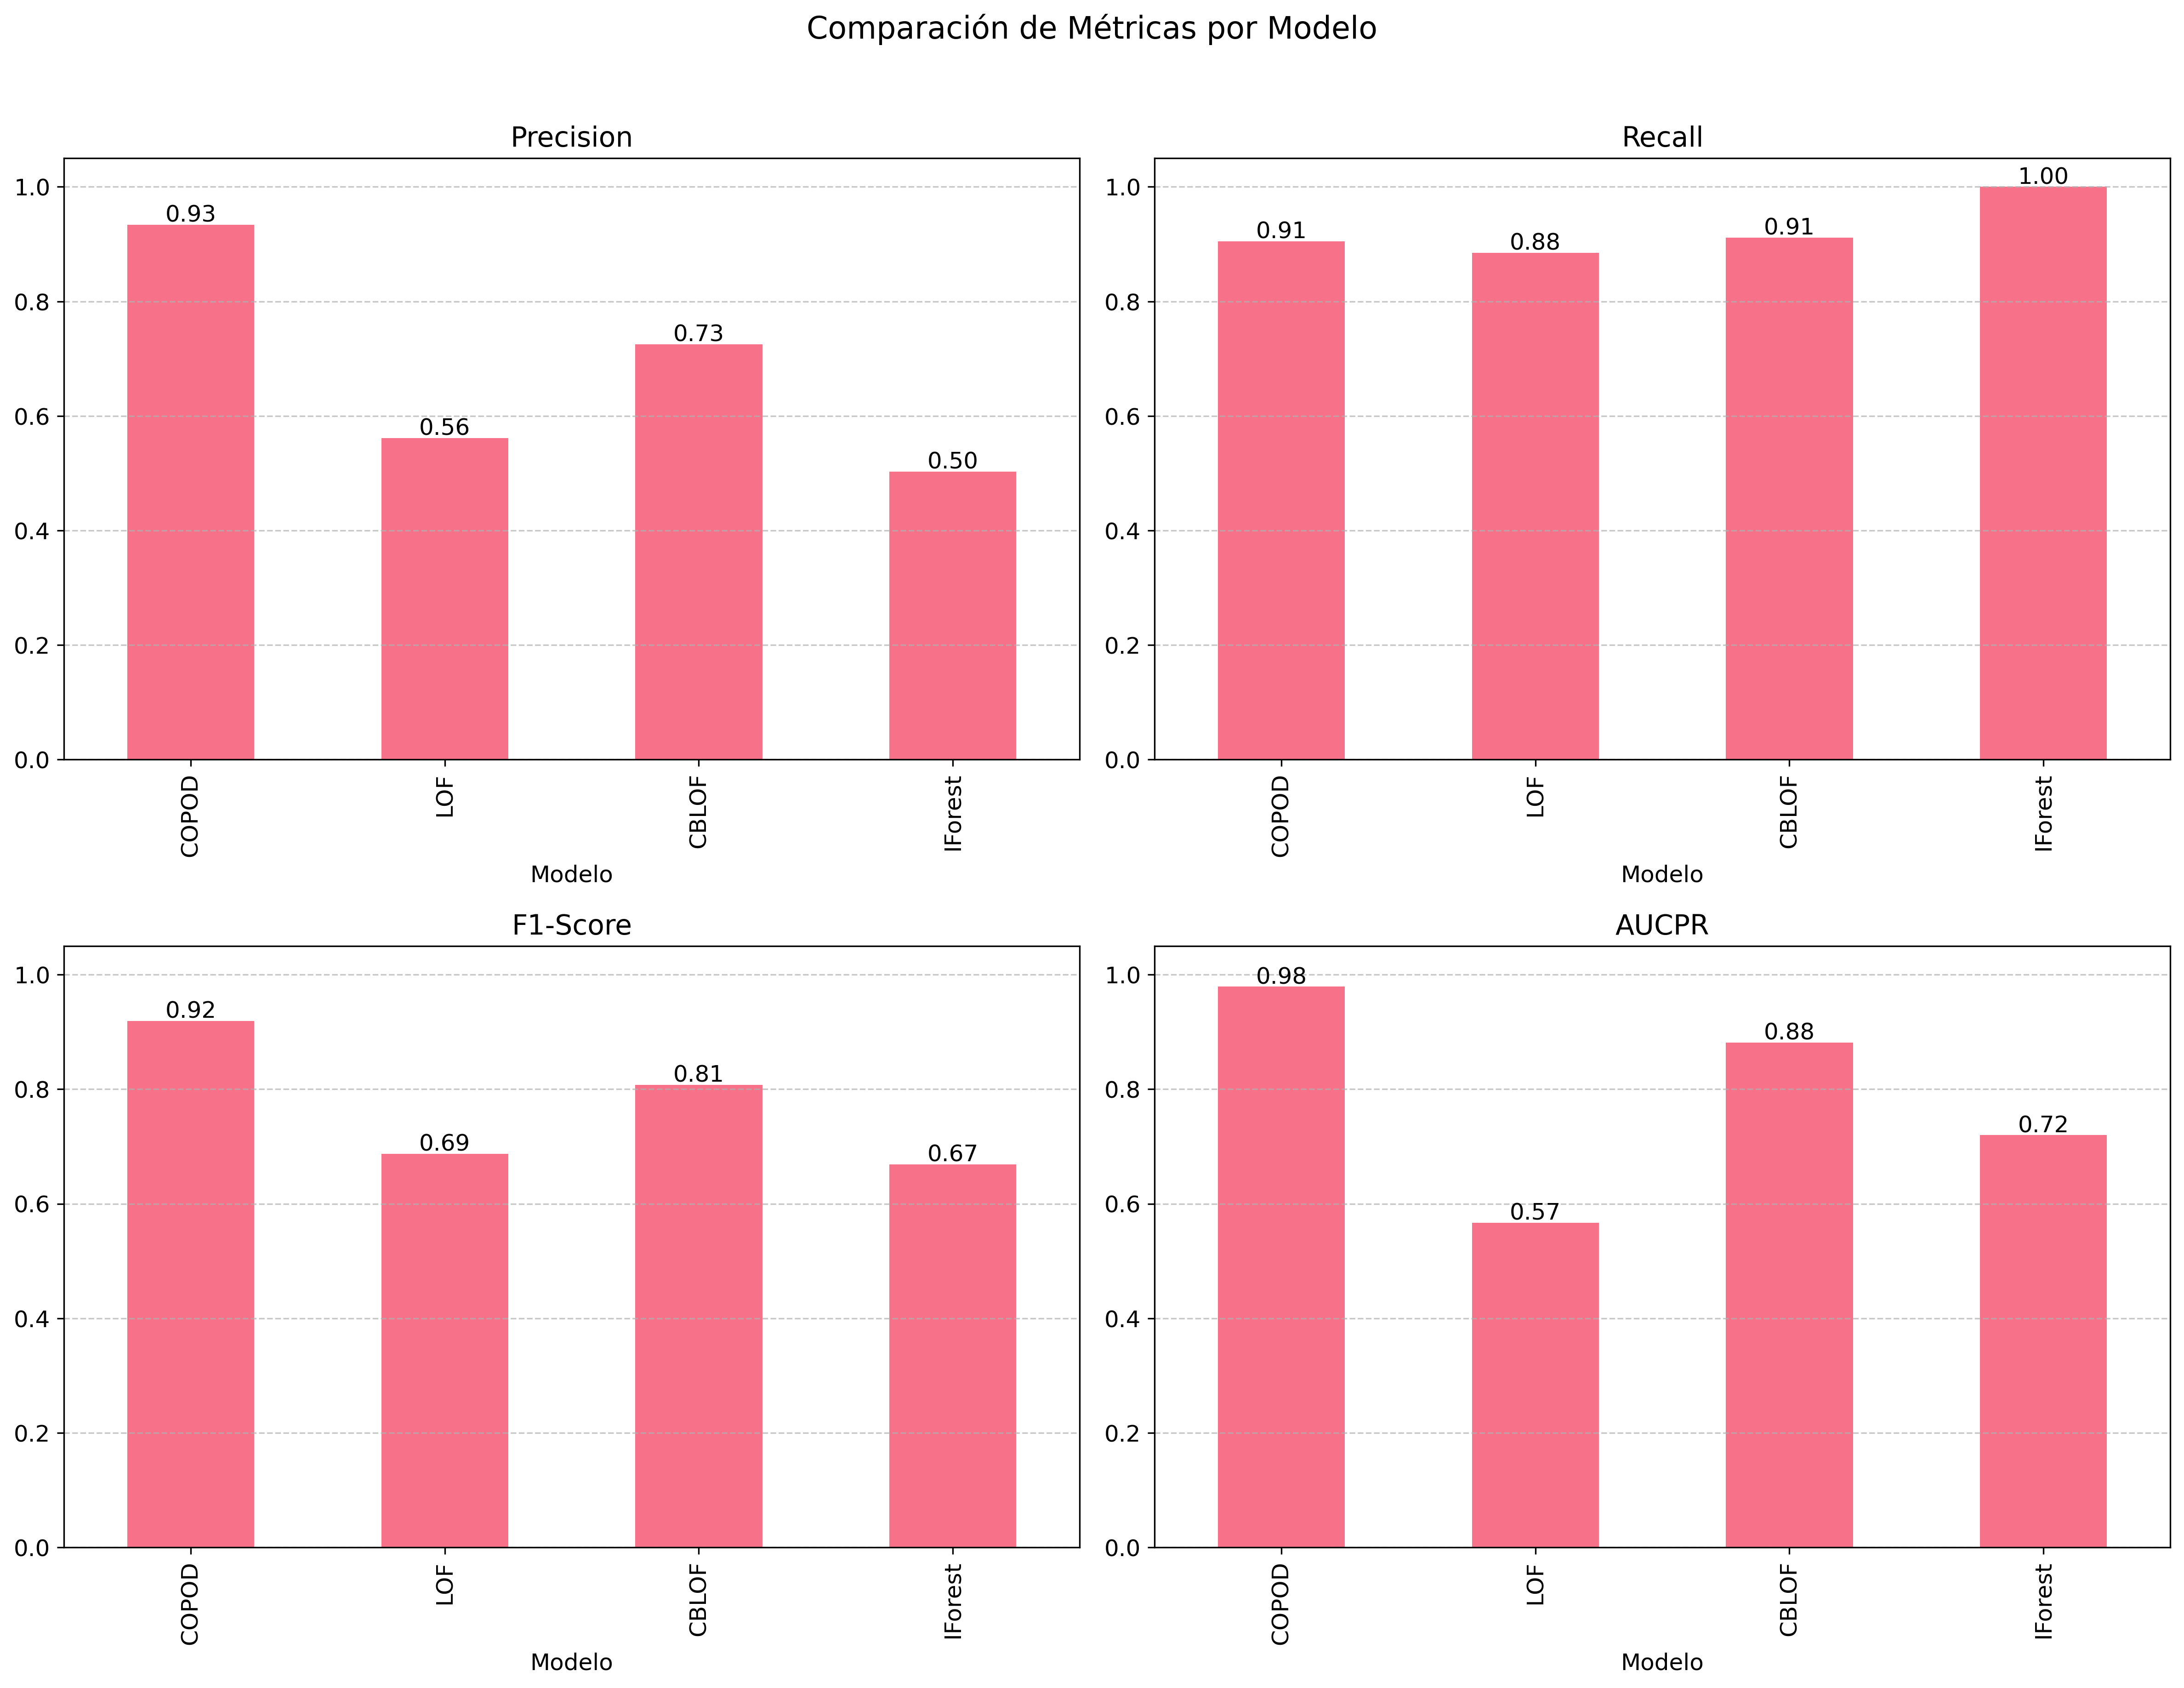 Comparación de Métricas por Modelo
Precision
1.0
0.8
0.6
0.4
0.2
0.0
0.93
0.56
0.73
0.50
COPOD
LOF
CBLOF
IForest
Modelo
Recall
1.0
0.8
0.6
0.4
0.2
0.0
0.91
0.88
0.91
1.00
COPOD
LOF
CBLOF
IForest
Modelo
F1-Score
1.0
0.8
0.6
0.4
0.2
0.0
0.92
0.69
0.81
0.67
COPOD
LOF
CBLOF
IForest
Modelo
AUCPR
1.0
0.8
0.6
0.4
0.2
0.0
0.98
0.57
0.88
0.72
COPOD
LOF
CBLOF
IForest
Modelo